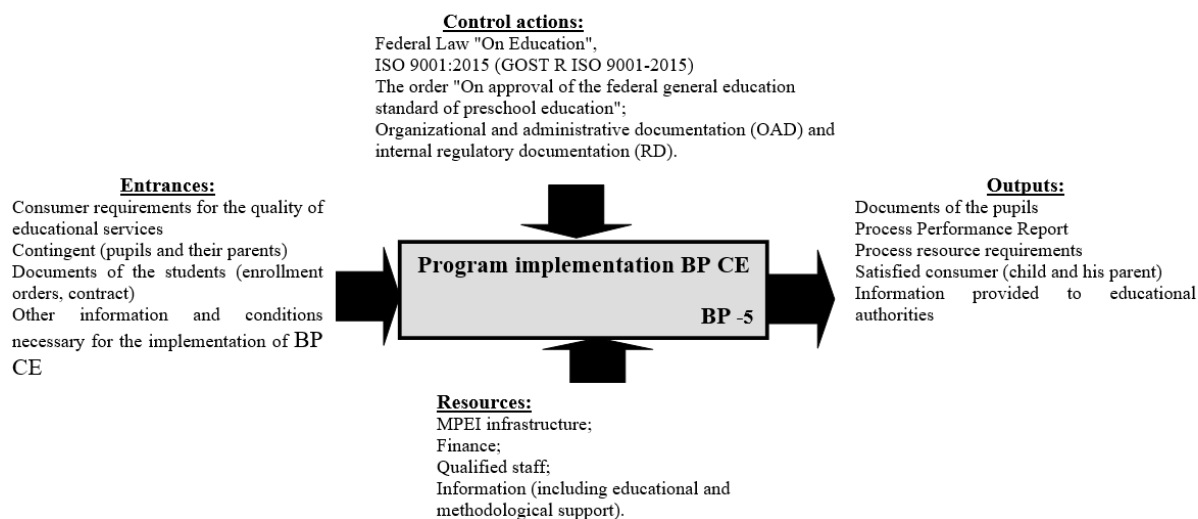 Control actions:
Federal Law "On Education",
ISO 9001:2015 (GOST R ISO 9001-2015)
The order "On approval of the federal general education
standard of preschool education";
Organizational and administrative documentation (OAD) and
internal regulatory documentation (RD).
Entrances:
Consumer requirements for the quality of
educational services
Contingent (pupils and their parents)
Documents of the students (enrollment
orders, contract)
Other information and conditions
necessary for the implementation of BP
CE
Program implementation BP CE
BP -5
Outputs:
Documents of the pupils
Process Performance Report
Process resource requirements
Satisfied consumer (child and his parent)
Information provided to educational
authorities
Resources:
MPEI infrastructure;
Finance;
Qualified staff;
Information (including educational and
methodological support).